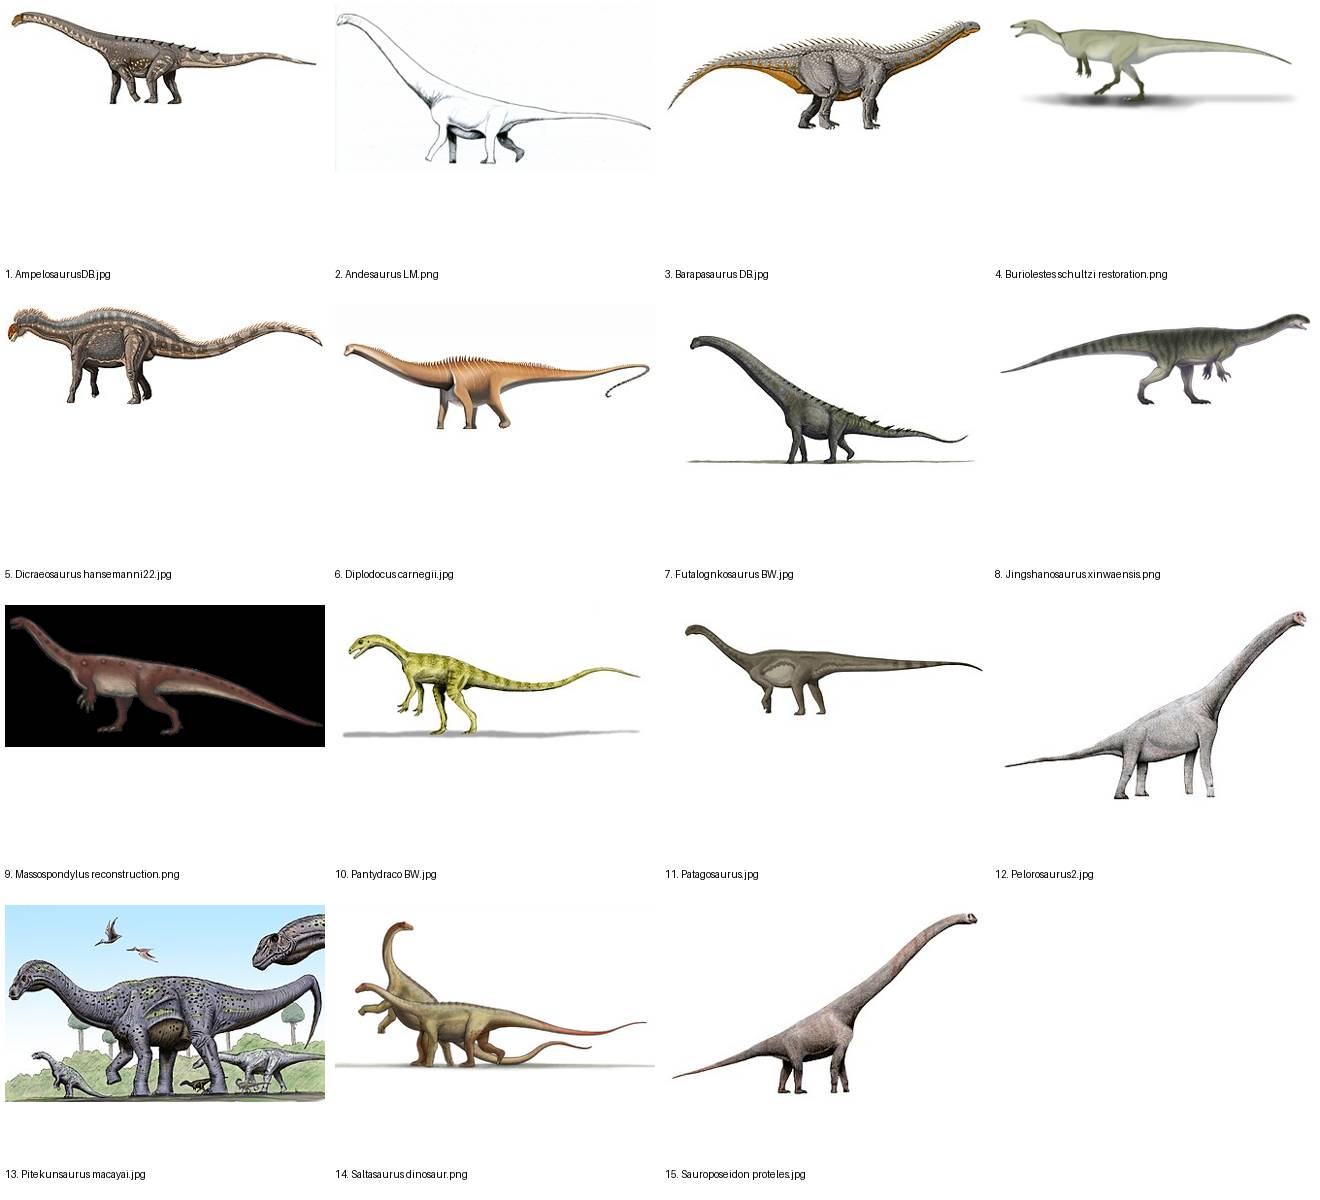 1. AmpelosaurusDB.jpg
2. Andesaurus LM.png
3. Barapasaurus DB.jpg
4. Buriolestes schultzi restoration.png
5. Dicraeosaurus hansemanni22.jpg
6. Diplodocus carnegii.jpg
7. Futalognkosaurus BW.jpg
8. Jingshanosaurus xinwaensis.png
9. Massospondylus reconstruction.png
10. Pantydraco BW.jpg
11. Patagosaurus.jpg
12. Pelorosaurus2.jpg
13. Pitekunsaurus macayai.jpg
14. Saltasaurus dinosaur.png
15. Sauroposeidon proteles.jpg